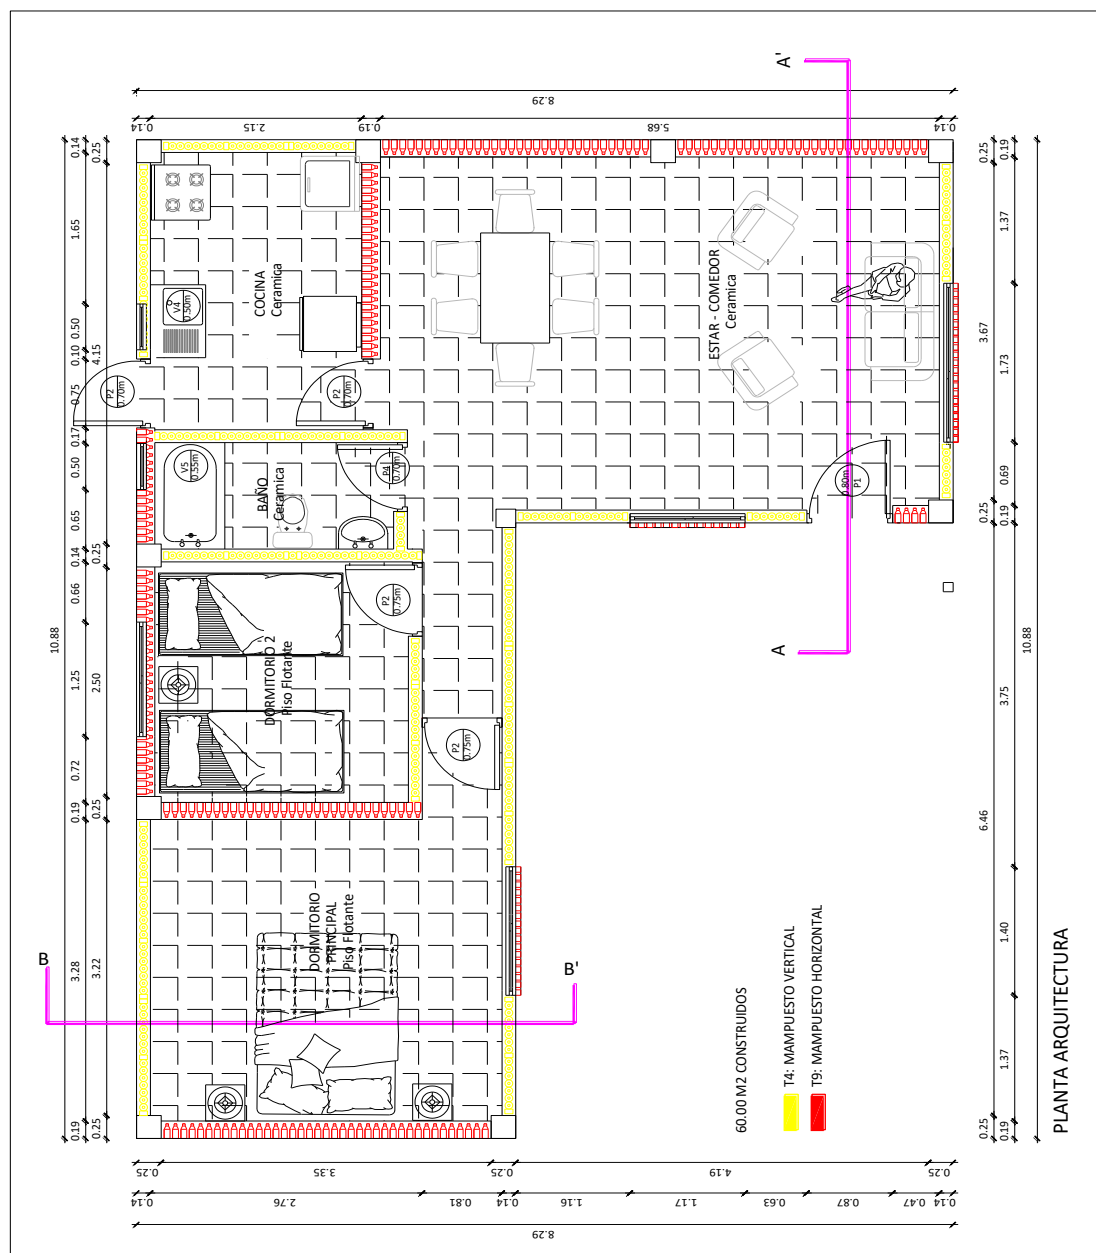 A'
8.29
0.14
2.15
0.19
5.68
0.14
10.88
0.14
1.65
0.50
0.10
0.75
0.17
0.50
0.65
0.14
0.66
1.25
0.72
0.19
3.28
0.19
0.25
4.15
0.25
2.50
0.25
3.22
0.25
COCINA
Ceramica
V4
0.50m
P2
0.70m
P2
0.70m
ESTAR - COMEDOR
Ceramica
BAÑO
Ceramica
V5
0.55m
P4
0.70m
P1
0.80m
DORMITORIO 2
Piso Flotante
P2
0.75m
P2
0.75m
DORMITORIO
PRINCIPAL
Piso Flotante
A
B
B'
0.25
3.67
0.25
6.46
0.25
0.19
1.37
1.73
0.69
0.19
3.75
1.40
1.37
0.19
10.88
60.00 M2 CONSTRUIDOS
T4: MAMPUESTO VERTICAL
T9: MAMPUESTO HORIZONTAL
PLANTA ARQUITECTURA
0.25
3.35
0.25
4.19
0.25
0.14
2.76
0.81
0.14
1.16
1.17
0.63
0.87
0.47
0.14
8.29